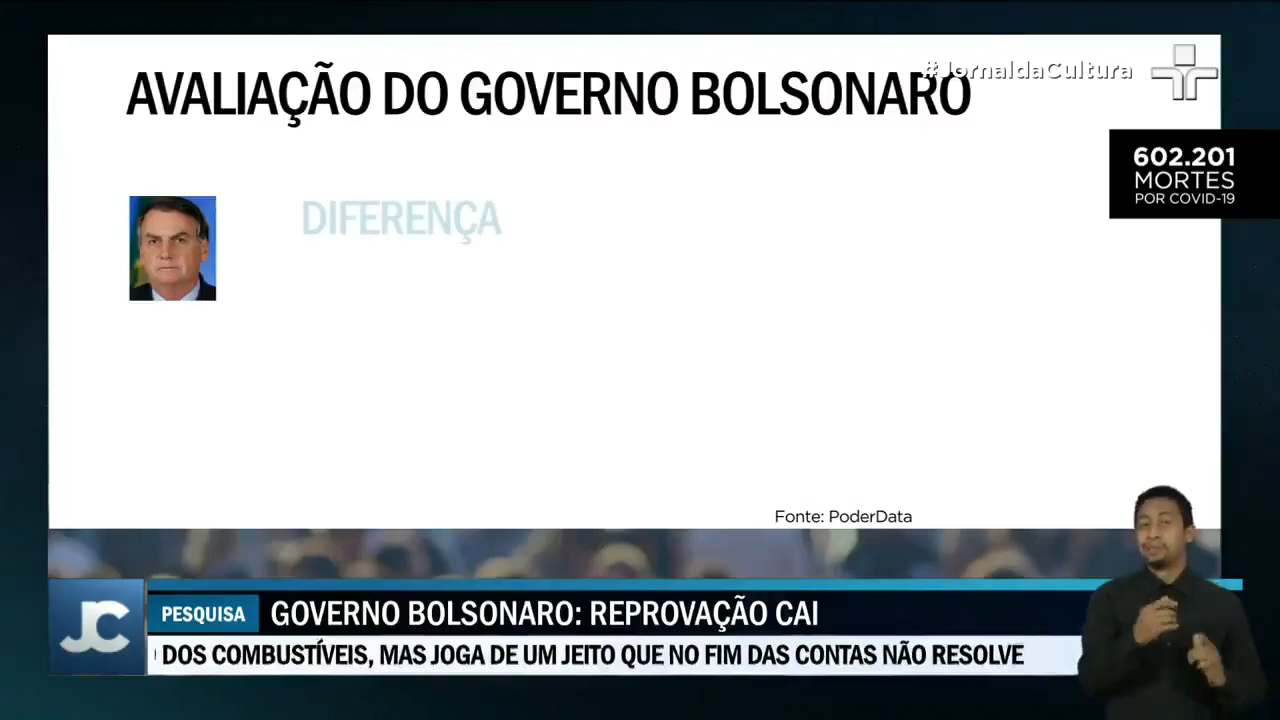 #JornaldaCultura
AVALIAÇÃO DO GOVERNO BOLSONARO
602.201
MORTES
POR COVID-19
DIFERENÇA
Fonte: PoderData
JC
PESQUISA
GOVERNO BOLSONARO: REPROVAÇÃO CAI
DOS COMBUSTÍVEIS, MAS JOGA DE UM JEITO QUE NO FIM DAS CONTAS NÃO RESOLVE